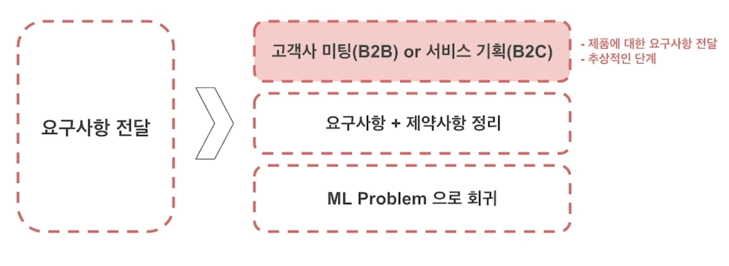 요구사항 전달
고객사 미팅(B2B) or 서비스 기획(B2C)
- 제품에 대한 요구사항 전달
- 추상적인 단계
요구사항 + 제약사항 정리
ML Problem 으로 회귀